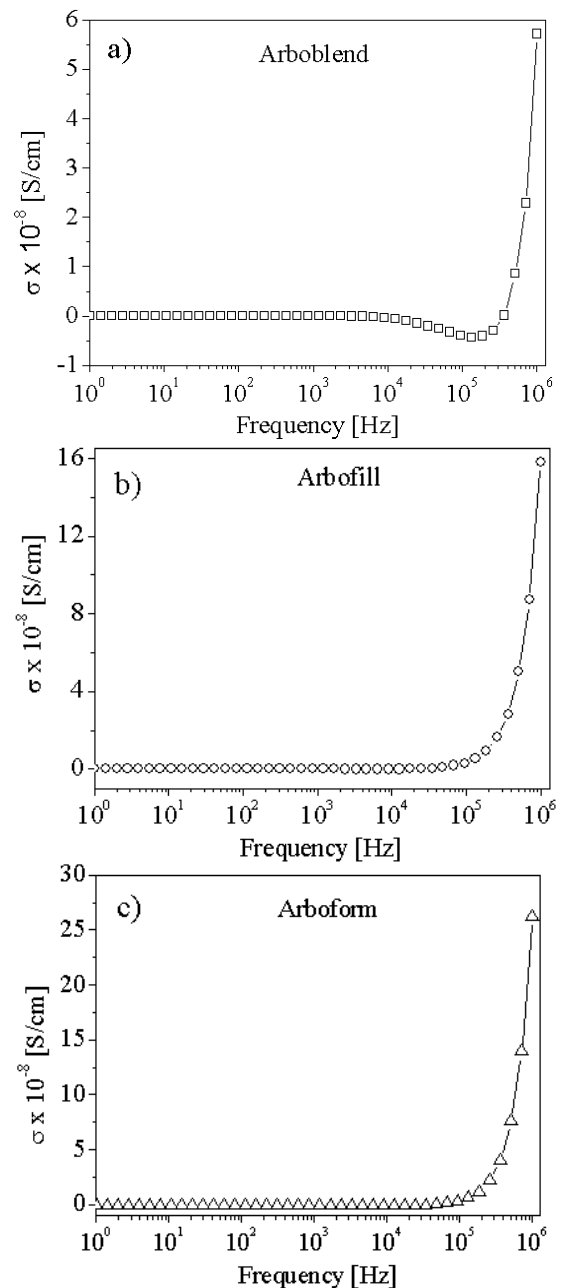 a)
Arboblend
σ x 10⁻⁸ [S/cm]
6
5
4
3
2
1
0
-1
10⁰ 10¹ 10² 10³ 10⁴ 10⁵ 10⁶
Frequency [Hz]
b)
Arbofill
σ x 10⁻⁸ [S/cm]
16
12
8
4
0
10⁰ 10¹ 10² 10³ 10⁴ 10⁵ 10⁶
Frequency [Hz]
c)
Arboform
σ x 10⁻⁸ [S/cm]
30
25
20
15
10
5
0
10⁰ 10¹ 10² 10³ 10⁴ 10⁵ 10⁶
Frequency [Hz]